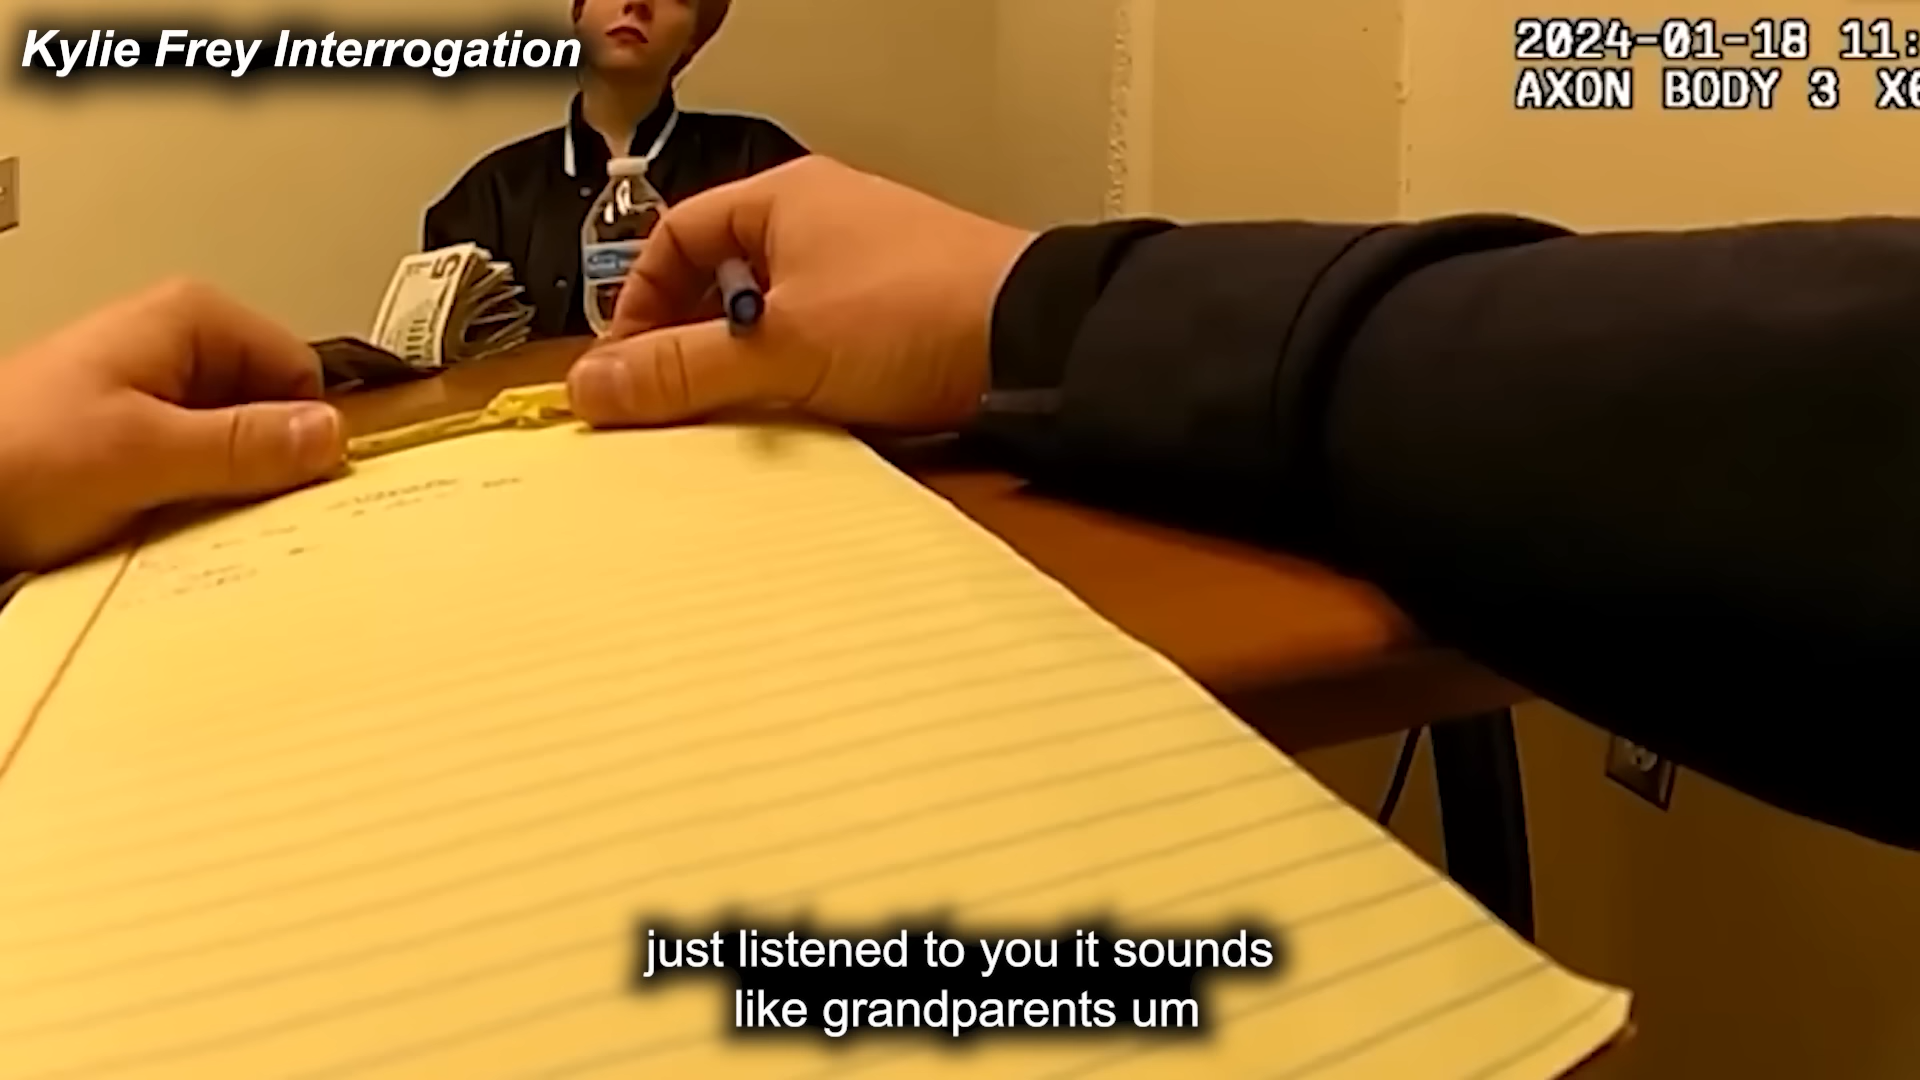 Kylie Frey Interrogation
2024-01-18 11:
AXON BODY 3 X6
5
just listened to you it sounds
like grandparents um